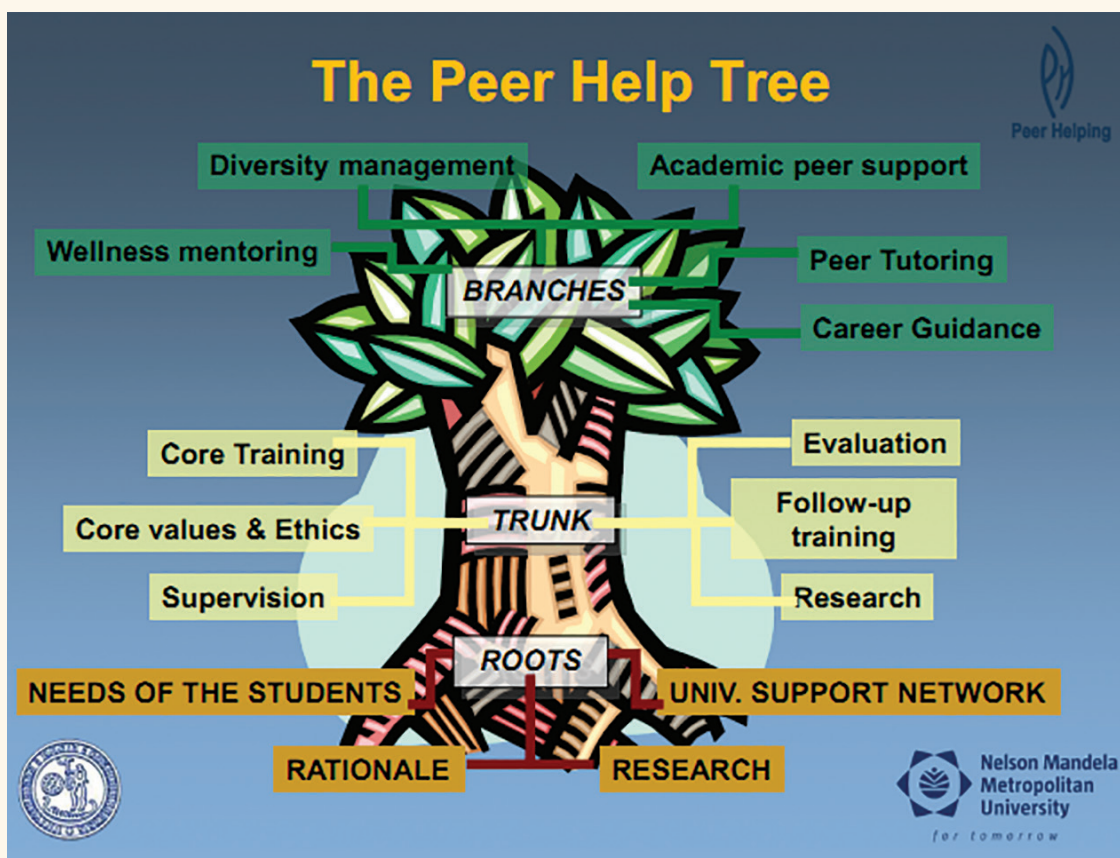 The Peer Help Tree
Peer Helping
Diversity management
Academic peer support
Wellness mentoring
BRANCHES
Peer Tutoring
Career Guidance
Core Training
Evaluation
Core values & Ethics
TRUNK
Follow-up
training
Supervision
Research
ROOTS
NEEDS OF THE STUDENTS
UNIV. SUPPORT NETWORK
RATIONALE
RESEARCH
Nelson Mandela
Metropolitan
University
for tomorrow